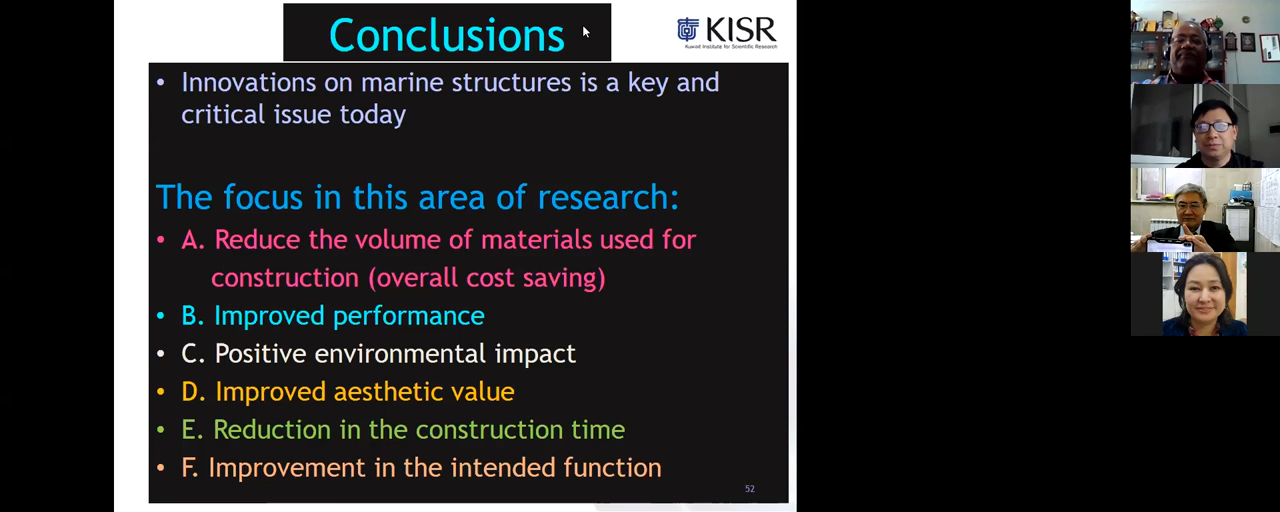 Conclusions
KISR
Kuwait Institute for Scientific Research
• Innovations on marine structures is a key and
critical issue today
The focus in this area of research:
• A. Reduce the volume of materials used for
construction (overall cost saving)
• B. Improved performance
• C. Positive environmental impact
• D. Improved aesthetic value
• E. Reduction in the construction time
• F. Improvement in the intended function
52